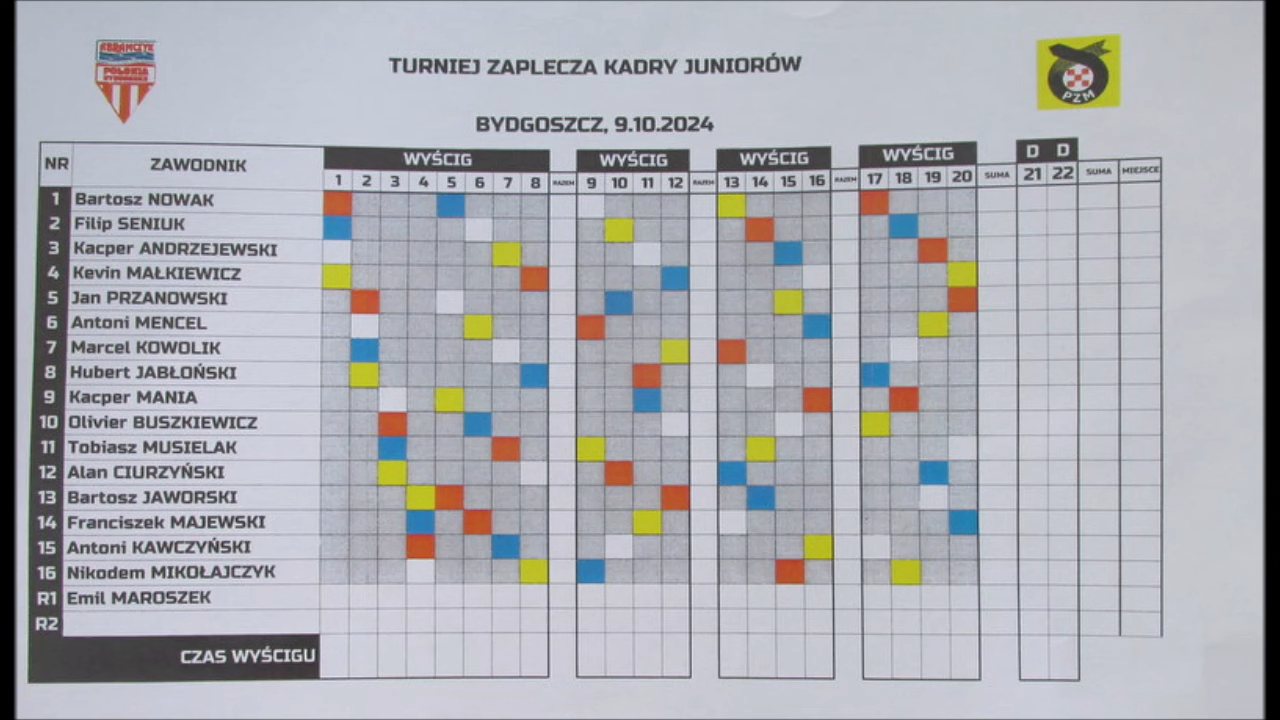 ABRAMCZYK
POLONIA
BYDGOSZCZ
PZM
TURNIEJ ZAPLECZA KADRY JUNIORÓW
BYDGOSZCZ, 9.10.2024
NR ZAWODNIK WYŚCIG WYŚCIG WYŚCIG WYŚCIG D D
1 2 3 4 5 6 7 8 RAZEM 9 10 11 12 RAZEM 13 14 15 16 RAZEM 17 18 19 20 SUMA 21 22 SUMA MIEJSCE
1 Bartosz NOWAK
2 Filip SENIUK
3 Kacper ANDRZEJEWSKI
4 Kevin MAŁKIEWICZ
5 Jan PRZANOWSKI
6 Antoni MENCEL
7 Marcel KOWOLIK
8 Hubert JABŁOŃSKI
9 Kacper MANIA
10 Olivier BUSZKIEWICZ
11 Tobiasz MUSIELAK
12 Alan CIURZYŃSKI
13 Bartosz JAWORSKI
14 Franciszek MAJEWSKI
15 Antoni KAWCZYŃSKI
16 Nikodem MIKOŁAJCZYK
R1 Emil MAROSZEK
R2
CZAS WYŚCIGU